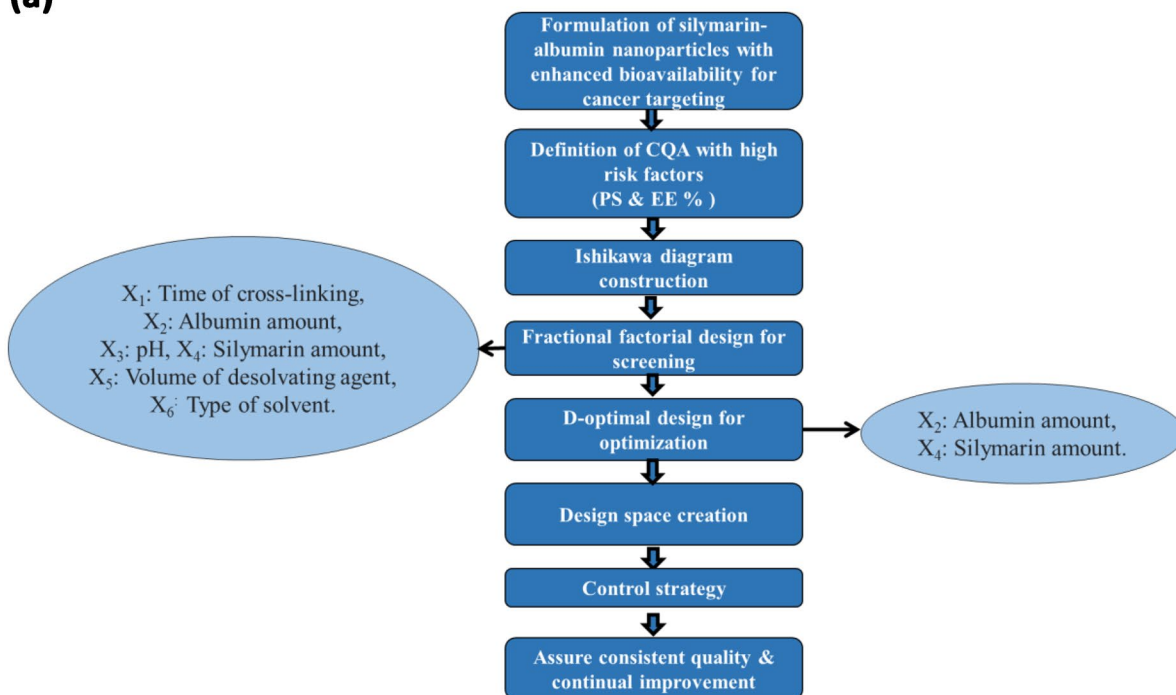 (a)
Formulation of silymarin-
albumin nanoparticles with
enhanced bioavailability for
cancer targeting
Definition of CQA with high
risk factors
(PS & EE % )
Ishikawa diagram
construction
Fractional factorial design for
screening
X₁: Time of cross-linking,
X₂: Albumin amount,
X₃: pH, X₄: Silymarin amount,
X₅: Volume of desolvating agent,
X₆: Type of solvent.
D-optimal design for
optimization
X₂: Albumin amount,
X₄: Silymarin amount.
Design space creation
Control strategy
Assure consistent quality &
continual improvement